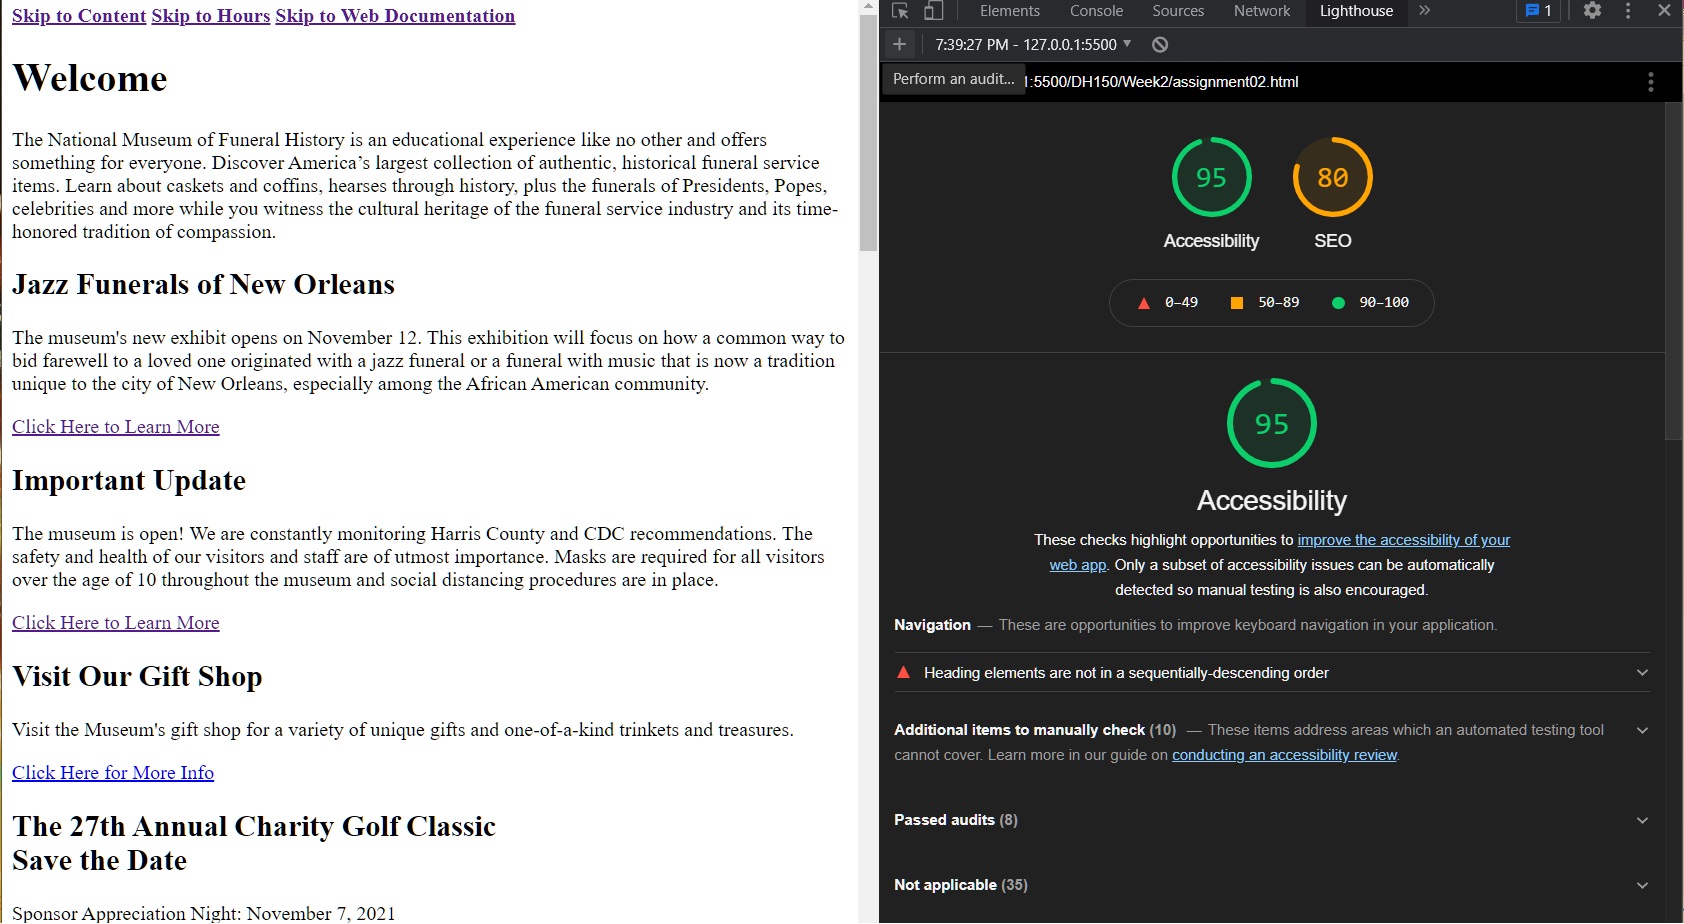 Skip to Content Skip to Hours Skip to Web Documentation
Welcome
The National Museum of Funeral History is an educational experience like no other and offers
something for everyone. Discover America’s largest collection of authentic, historical funeral service
items. Learn about caskets and coffins, hearses through history, plus the funerals of Presidents, Popes,
celebrities and more while you witness the cultural heritage of the funeral service industry and its time-
honored tradition of compassion.
Jazz Funerals of New Orleans
The museum's new exhibit opens on November 12. This exhibition will focus on how a common way to
bid farewell to a loved one originated with a jazz funeral or a funeral with music that is now a tradition
unique to the city of New Orleans, especially among the African American community.
Click Here to Learn More
Important Update
The museum is open! We are constantly monitoring Harris County and CDC recommendations. The
safety and health of our visitors and staff are of utmost importance. Masks are required for all visitors
over the age of 10 throughout the museum and social distancing procedures are in place.
Click Here to Learn More
Visit Our Gift Shop
Visit the Museum's gift shop for a variety of unique gifts and one-of-a-kind trinkets and treasures.
Click Here for More Info
The 27th Annual Charity Golf Classic
Save the Date
Sponsor Appreciation Night: November 7, 2021
Elements Console Sources Network Lighthouse » 1
7:39:27 PM - 127.0.0.1:5500
Perform an audit... 1:5500/DH150/Week2/assignment02.html
95 80
Accessibility SEO
0–49 50–89 90–100
95
Accessibility
These checks highlight opportunities to improve the accessibility of your
web app. Only a subset of accessibility issues can be automatically
detected so manual testing is also encouraged.
Navigation — These are opportunities to improve keyboard navigation in your application.
Heading elements are not in a sequentially-descending order
Additional items to manually check (10) — These items address areas which an automated testing tool
cannot cover. Learn more in our guide on conducting an accessibility review.
Passed audits (8)
Not applicable (35)